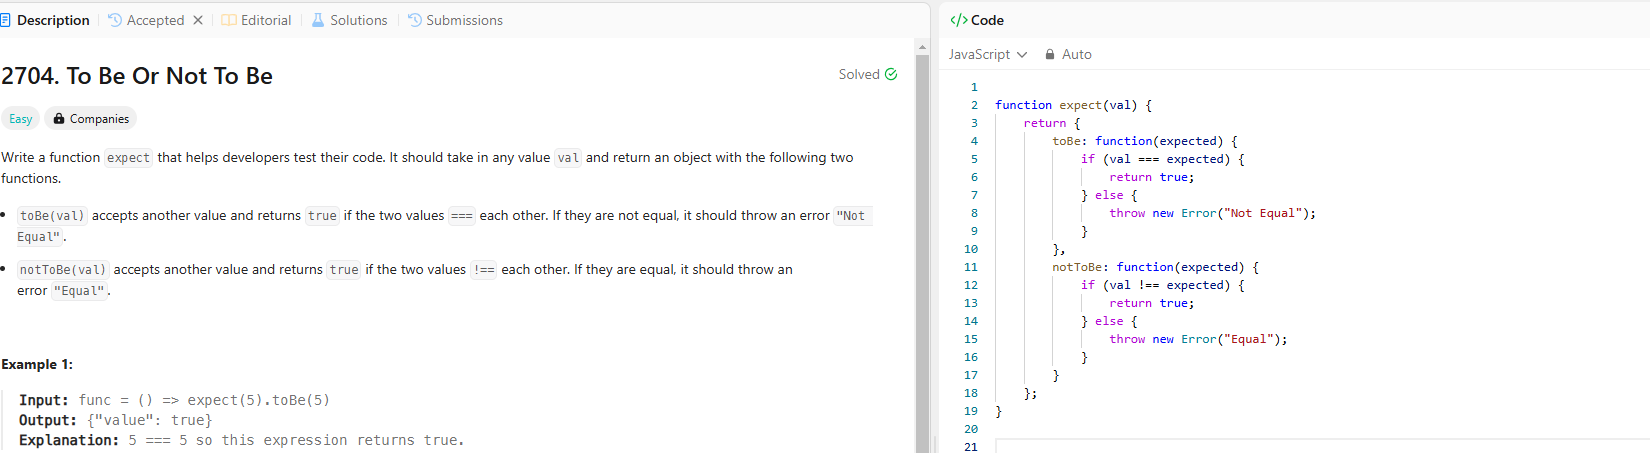 Description
Accepted
Editorial
Solutions
Submissions
2704. To Be Or Not To Be
Solved
Easy
Companies
Write a function expect that helps developers test their code. It should take in any value val and return an object with the following two
functions.
• toBe(val) accepts another value and returns true if the two values === each other. If they are not equal, it should throw an error "Not
Equal".
• notToBe(val) accepts another value and returns true if the two values !== each other. If they are equal, it should throw an
error "Equal".
Example 1:
Input: func = () => expect(5).toBe(5)
Output: {"value": true}
Explanation: 5 === 5 so this expression returns true.
</> Code
JavaScript
Auto
1
2 function expect(val) {
3     return {
4         toBe: function(expected) {
5             if (val === expected) {
6                 return true;
7             } else {
8                 throw new Error("Not Equal");
9             }
10         },
11         notToBe: function(expected) {
12             if (val !== expected) {
13                 return true;
14             } else {
15                 throw new Error("Equal");
16             }
17         }
18     };
19 }
20
21